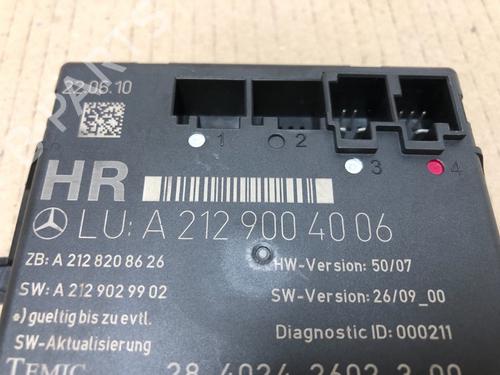 22.06.10
1 2 3 4
HR
LU: A 212 900 40 06
ZB: A 212 820 86 26
HW-Version: 50/07
SW: A 212 902 99 02
SW-Version: 26/09_00
*) gueltig bis zu evtl.
SW-Aktualisierung
Diagnostic ID: 000211
TEMIC